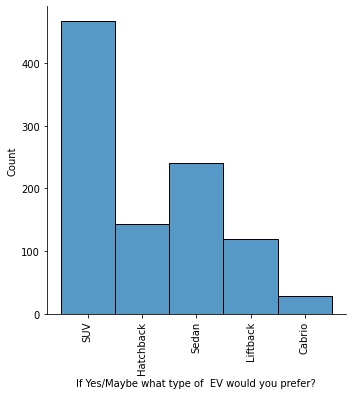 400
300
200
100
0
Count
SUV
Hatchback
Sedan
Liftback
Cabrio
If Yes/Maybe what type of  EV would you prefer?